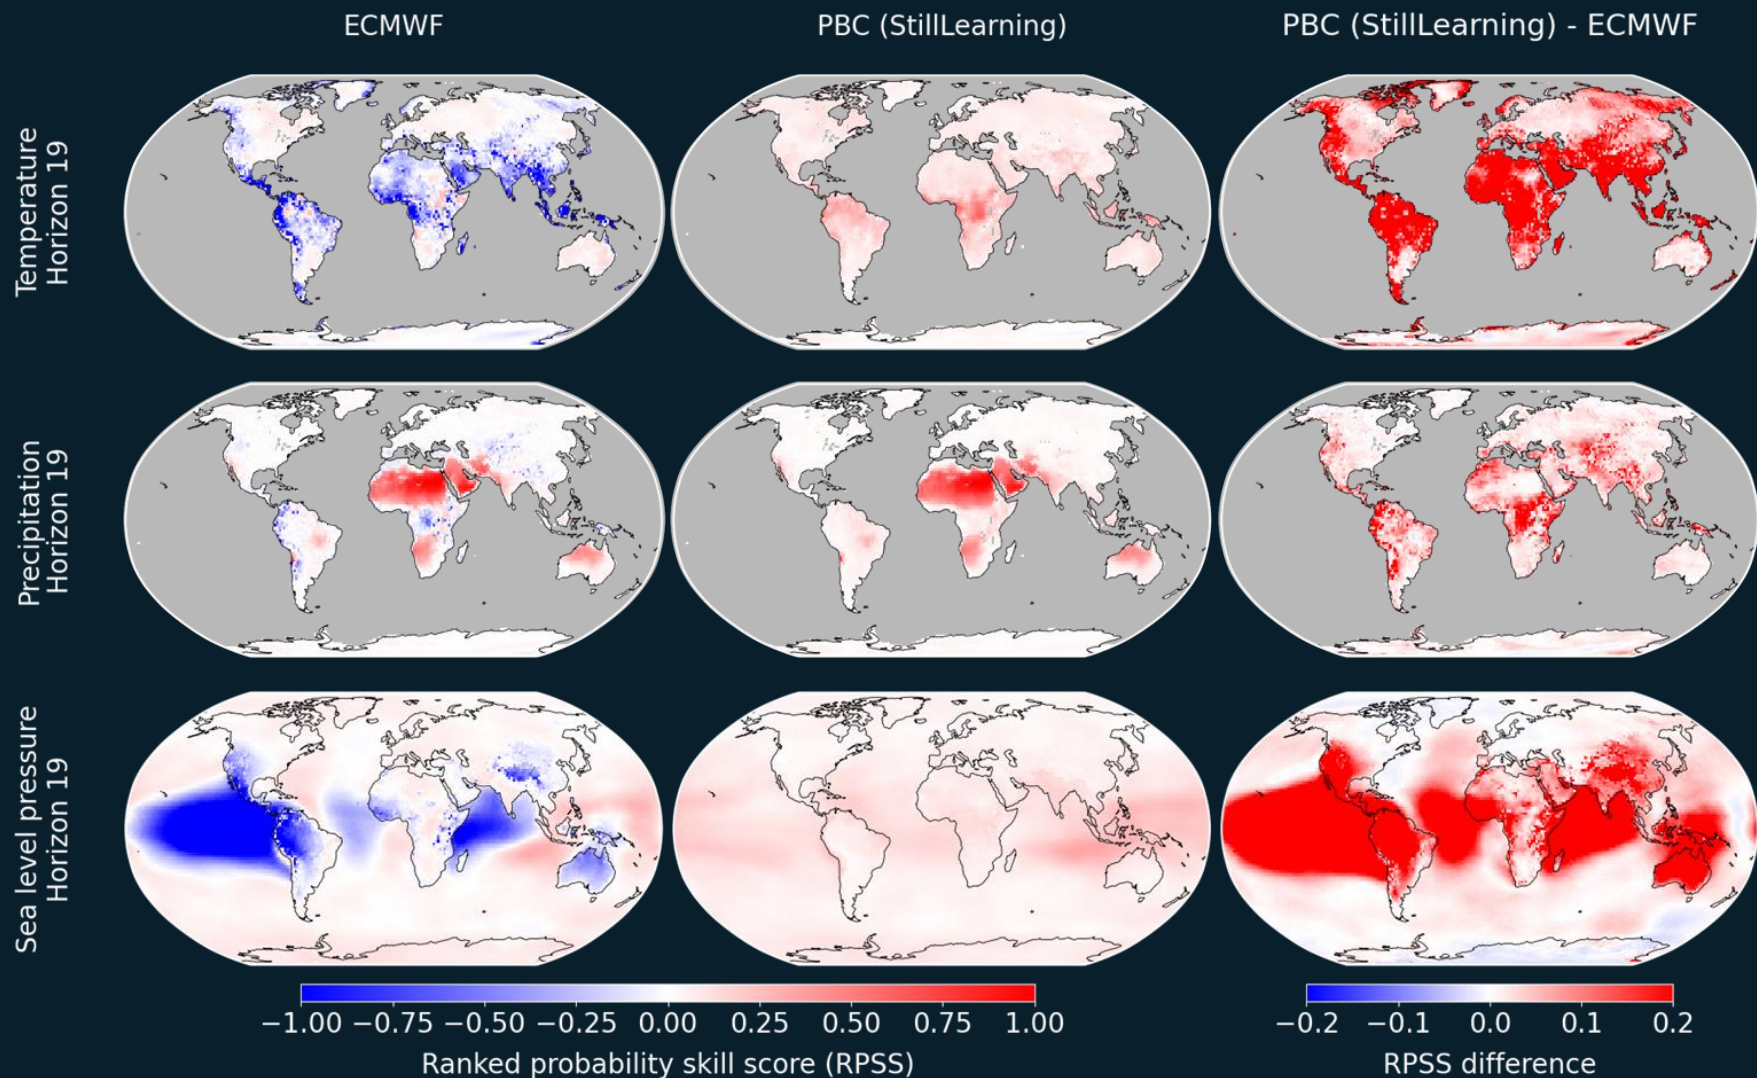 ECMWF
PBC (StillLearning)
PBC (StillLearning) - ECMWF
Temperature
Horizon 19
Precipitation
Horizon 19
Sea level pressure
Horizon 19
−1.00 −0.75 −0.50 −0.25 0.00 0.25 0.50 0.75 1.00
Ranked probability skill score (RPSS)
−0.2 −0.1 0.0 0.1 0.2
RPSS difference